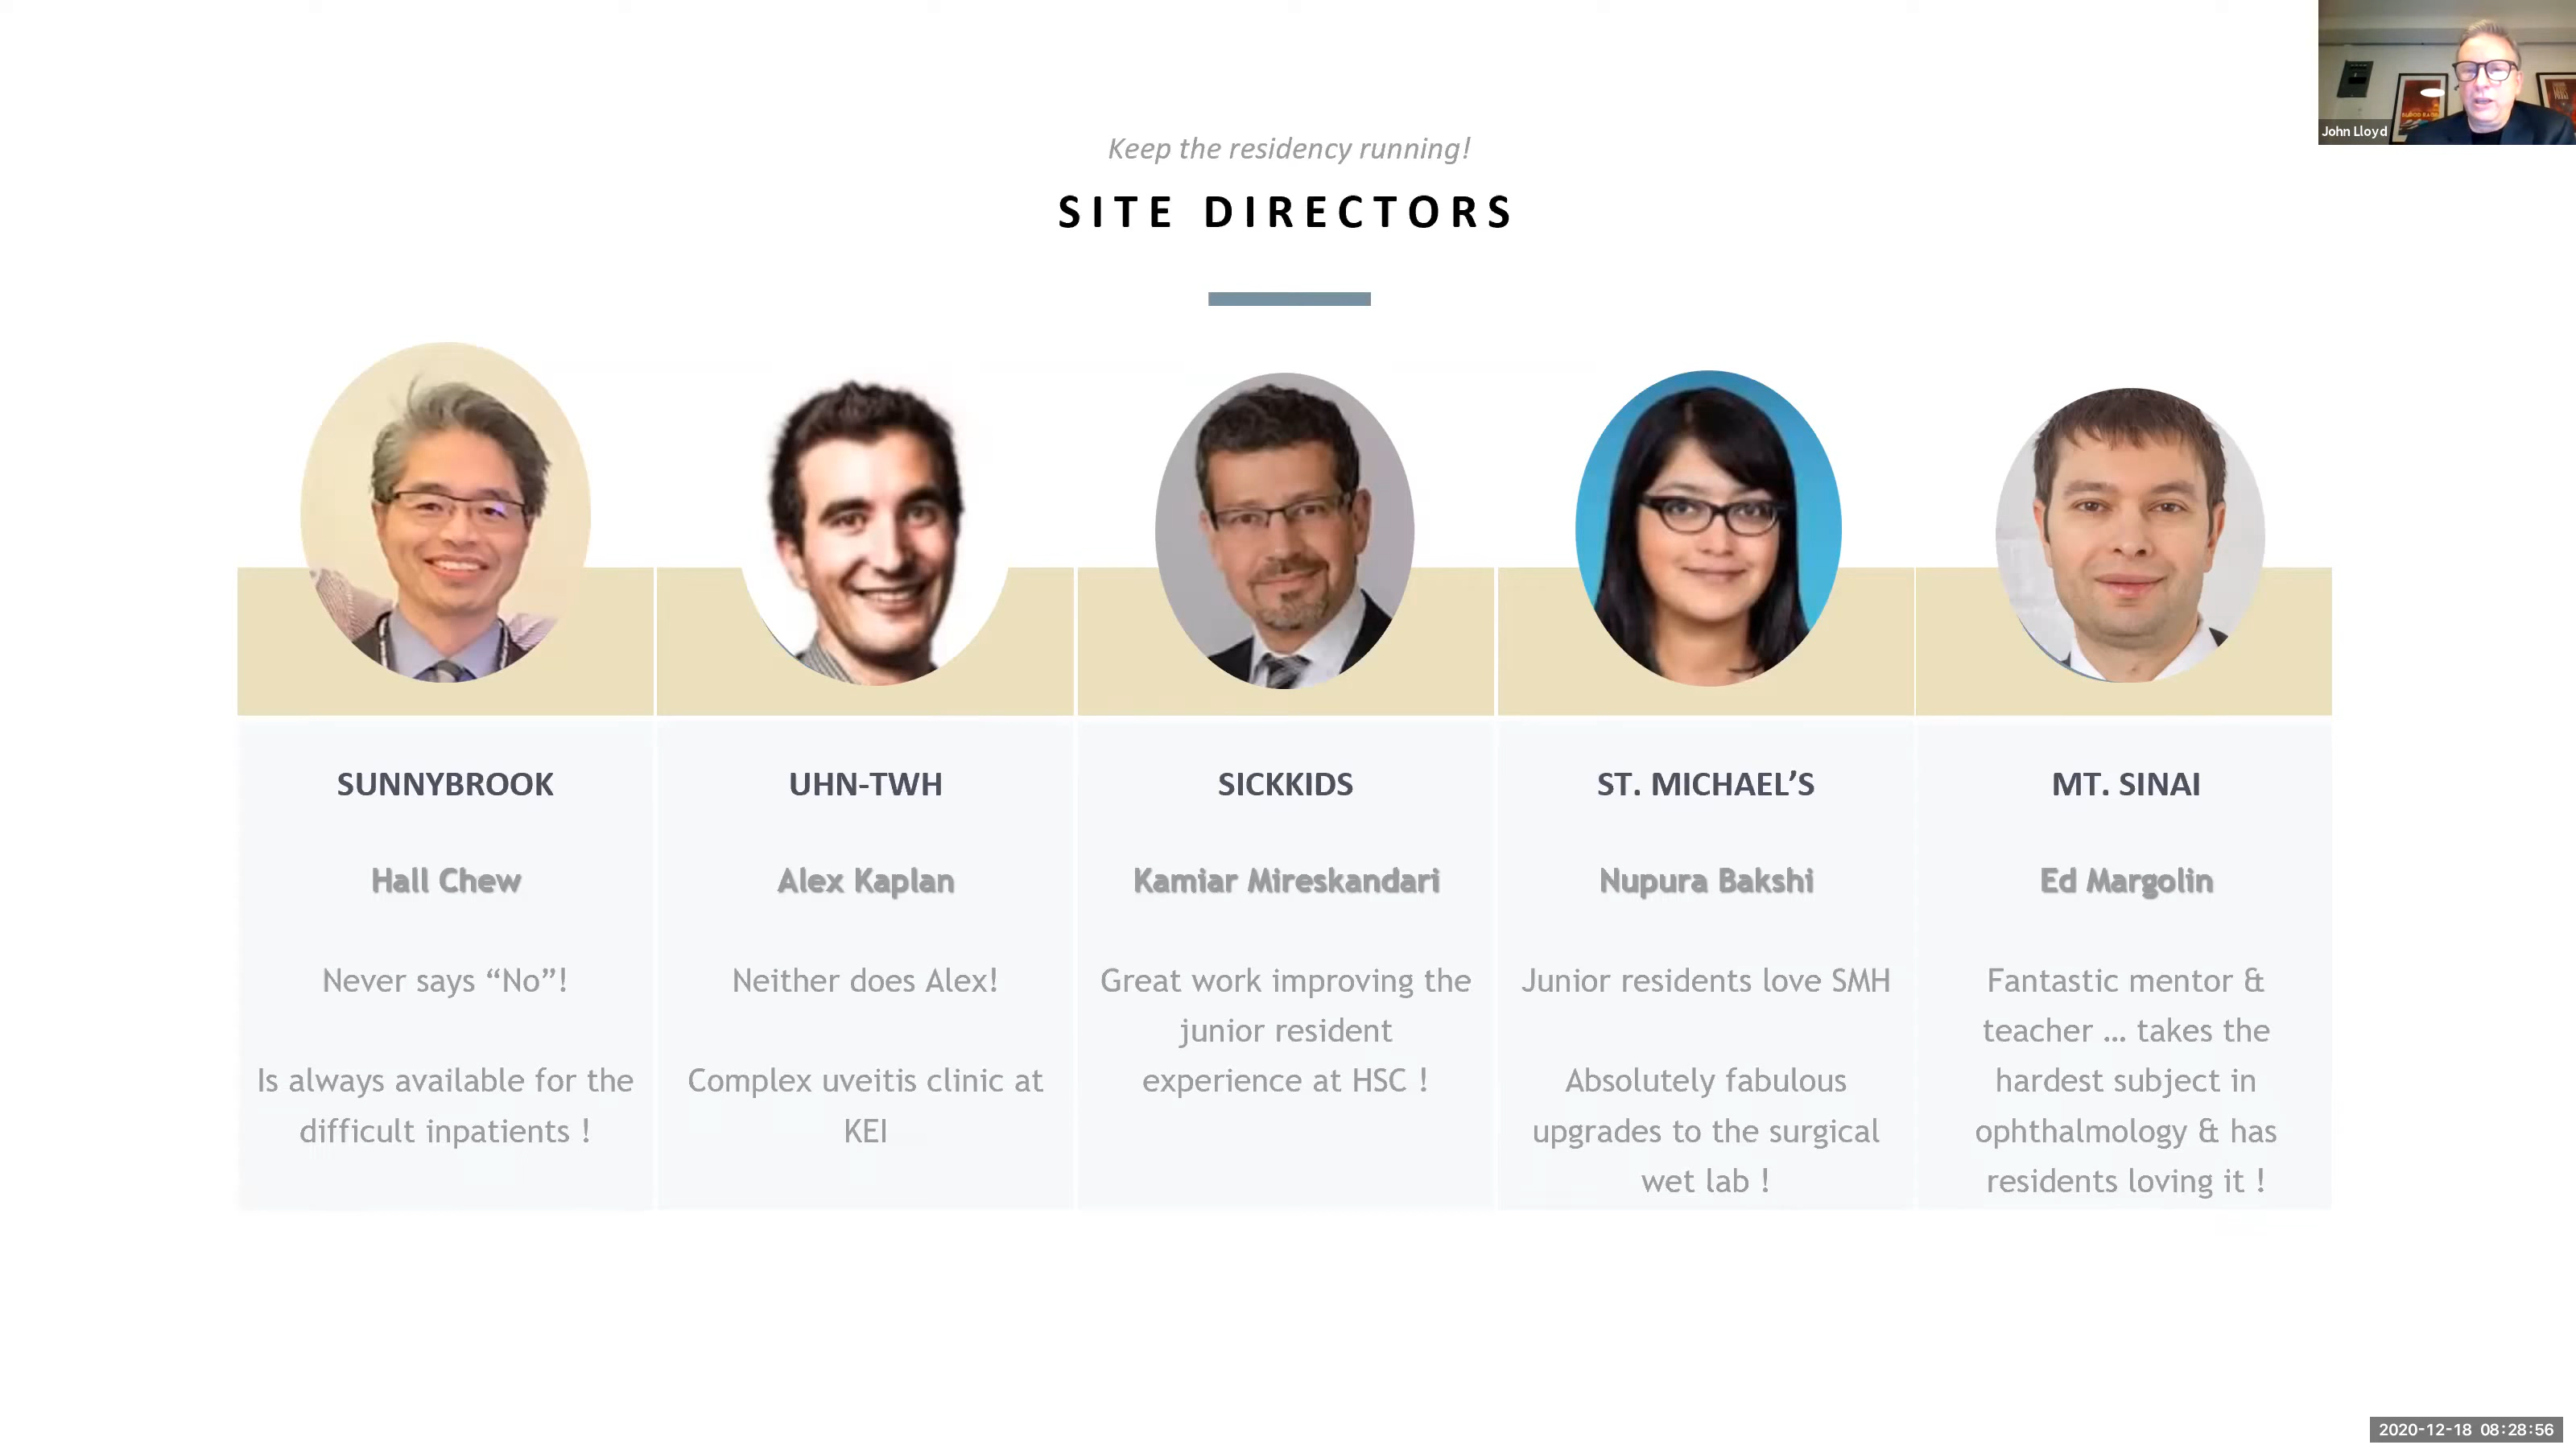 John Lloyd
Keep the residency running!
SITE DIRECTORS
SUNNYBROOK
Hall Chew
Never says “No”!
Is always available for the
difficult inpatients !
UHN-TWH
Alex Kaplan
Neither does Alex!
Complex uveitis clinic at
KEI
SICKKIDS
Kamiar Mireskandari
Great work improving the
junior resident
experience at HSC !
ST. MICHAEL’S
Nupura Bakshi
Junior residents love SMH
Absolutely fabulous
upgrades to the surgical
wet lab !
MT. SINAI
Ed Margolin
Fantastic mentor &
teacher … takes the
hardest subject in
ophthalmology & has
residents loving it !
2020-12-18 08:28:56